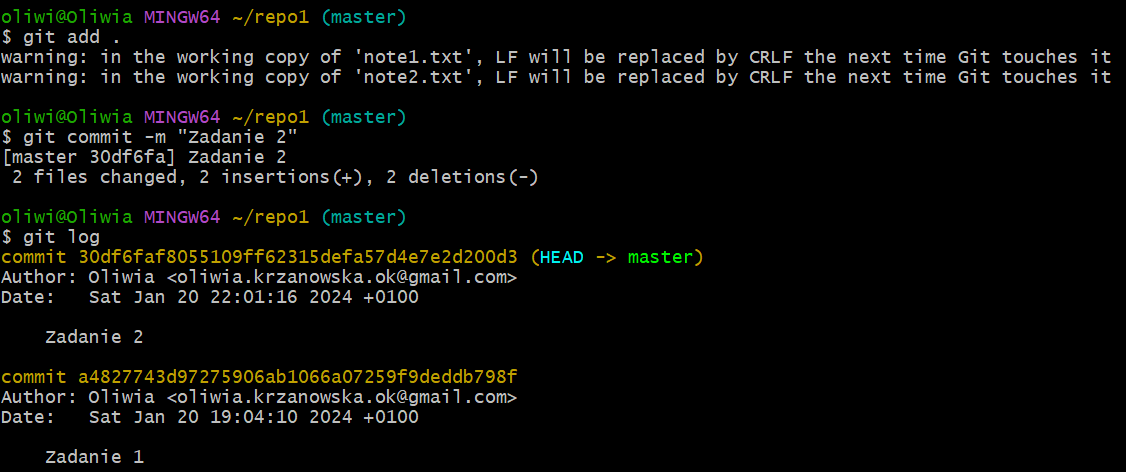 oliwi@Oliwia MINGW64 ~/repo1 (master)
$ git add .
warning: in the working copy of 'note1.txt', LF will be replaced by CRLF the next time Git touches it
warning: in the working copy of 'note2.txt', LF will be replaced by CRLF the next time Git touches it
oliwi@Oliwia MINGW64 ~/repo1 (master)
$ git commit -m "Zadanie 2"
[master 30df6fa] Zadanie 2
 2 files changed, 2 insertions(+), 2 deletions(-)
oliwi@Oliwia MINGW64 ~/repo1 (master)
$ git log
commit 30df6faf8055109ff62315defa57d4e7e2d200d3 (HEAD -> master)
Author: Oliwia <oliwia.krzanowska.ok@gmail.com>
Date:   Sat Jan 20 22:01:16 2024 +0100
    Zadanie 2
commit a4827743d97275906ab1066a07259f9deddb798f
Author: Oliwia <oliwia.krzanowska.ok@gmail.com>
Date:   Sat Jan 20 19:04:10 2024 +0100
    Zadanie 1